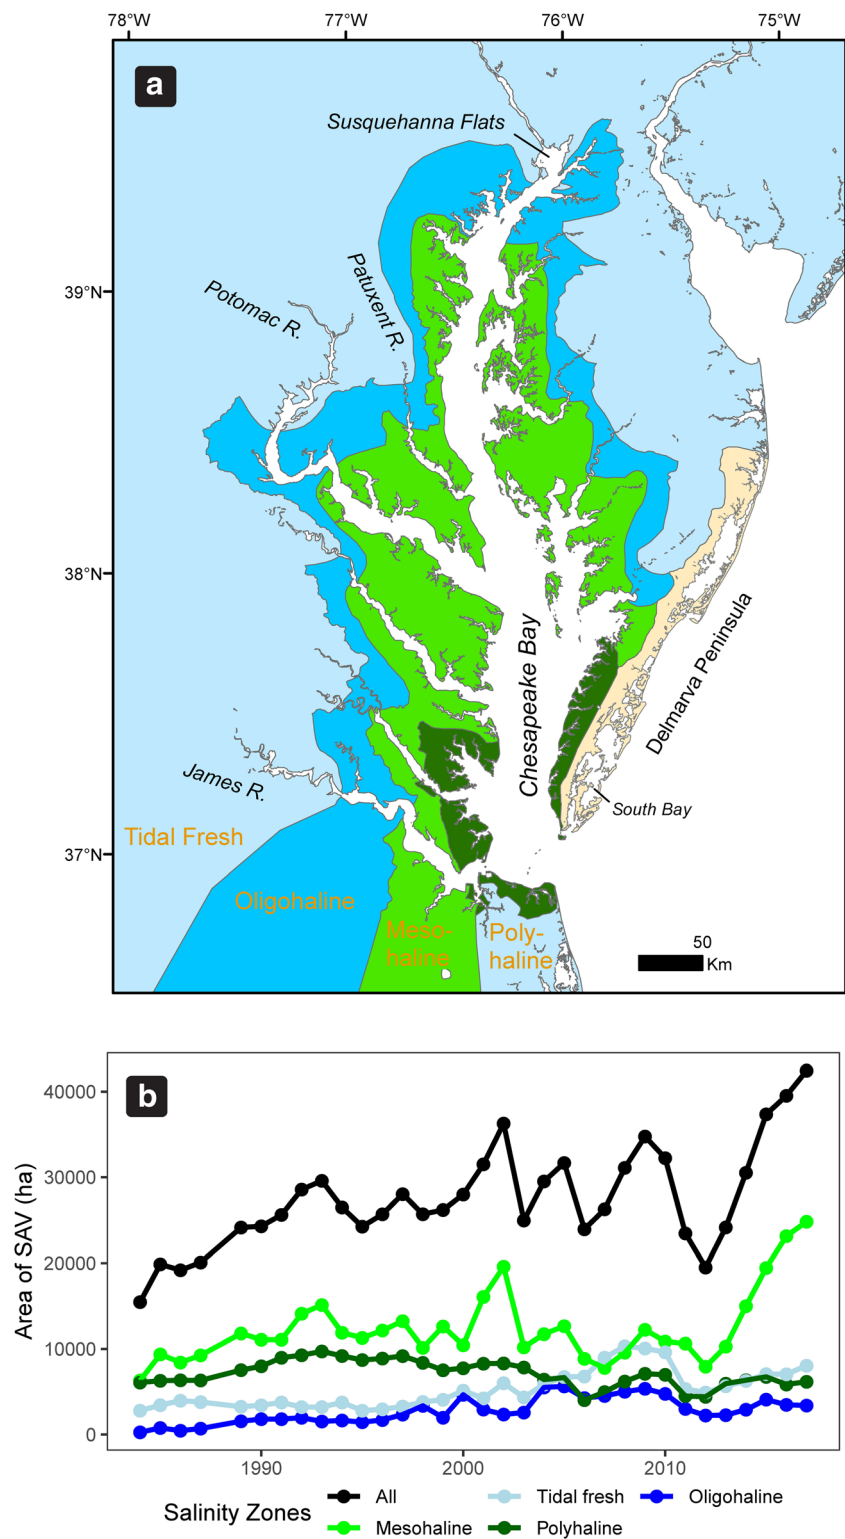 78°W 77°W 76°W 75°W
a
Susquehanna Flats
39°N
Potomac R.
Patuxent R.
38°N
Chesapeake Bay
Delmarva Peninsula
James R.
South Bay
37°N
Tidal Fresh
Oligohaline
Meso-
haline
Poly-
haline
50
Km
b
Area of SAV (ha)
40000
30000
20000
10000
0
1990 2000 2010
Salinity Zones
All Tidal fresh Oligohaline
Mesohaline Polyhaline